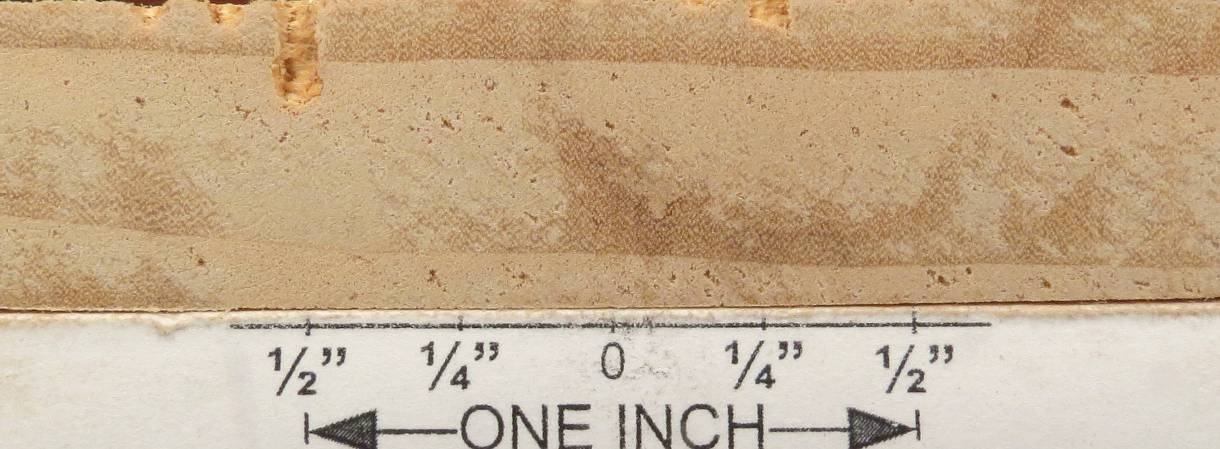 1/2” 1/4” 0 1/4” 1/2”
ONE INCH